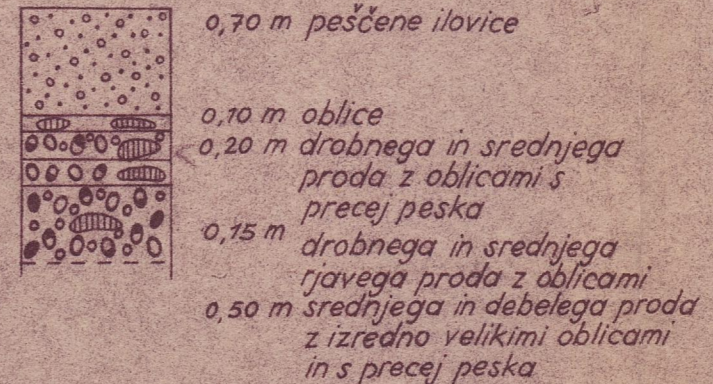 0,70 m peščene ilovice
0,10 m oblice
0,20 m drobnega in srednjega
proda z oblicami s
precej peska
0,15 m
drobnega in srednjega
rjavega proda z oblicami
0,50 m srednjega in debelega proda
z izredno velikimi oblicami
in s precej peska